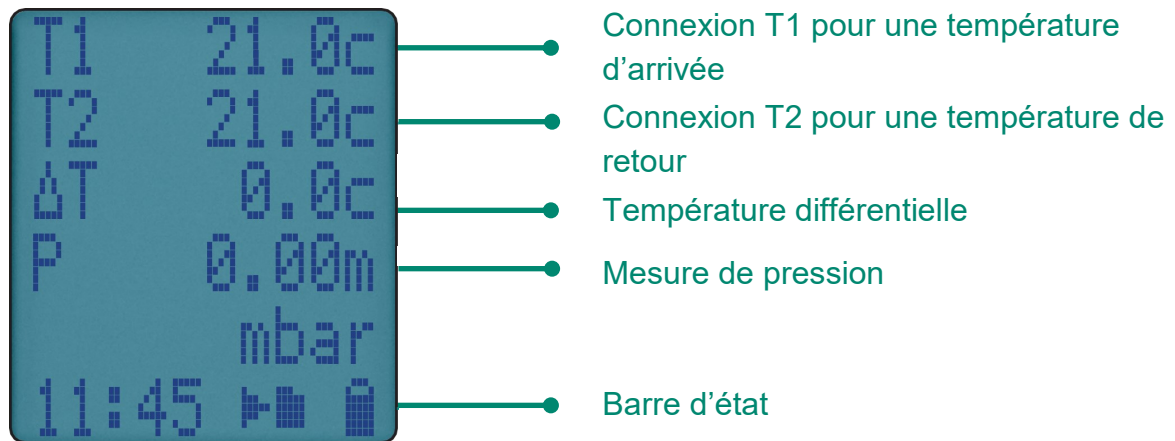 T1 21.0c
Connexion T1 pour une température
d’arrivée
T2 21.0c
Connexion T2 pour une température de
retour
ΔT 0.0c
Température différentielle
P 0.00m
Mesure de pression
mbar
11:45
Barre d’état